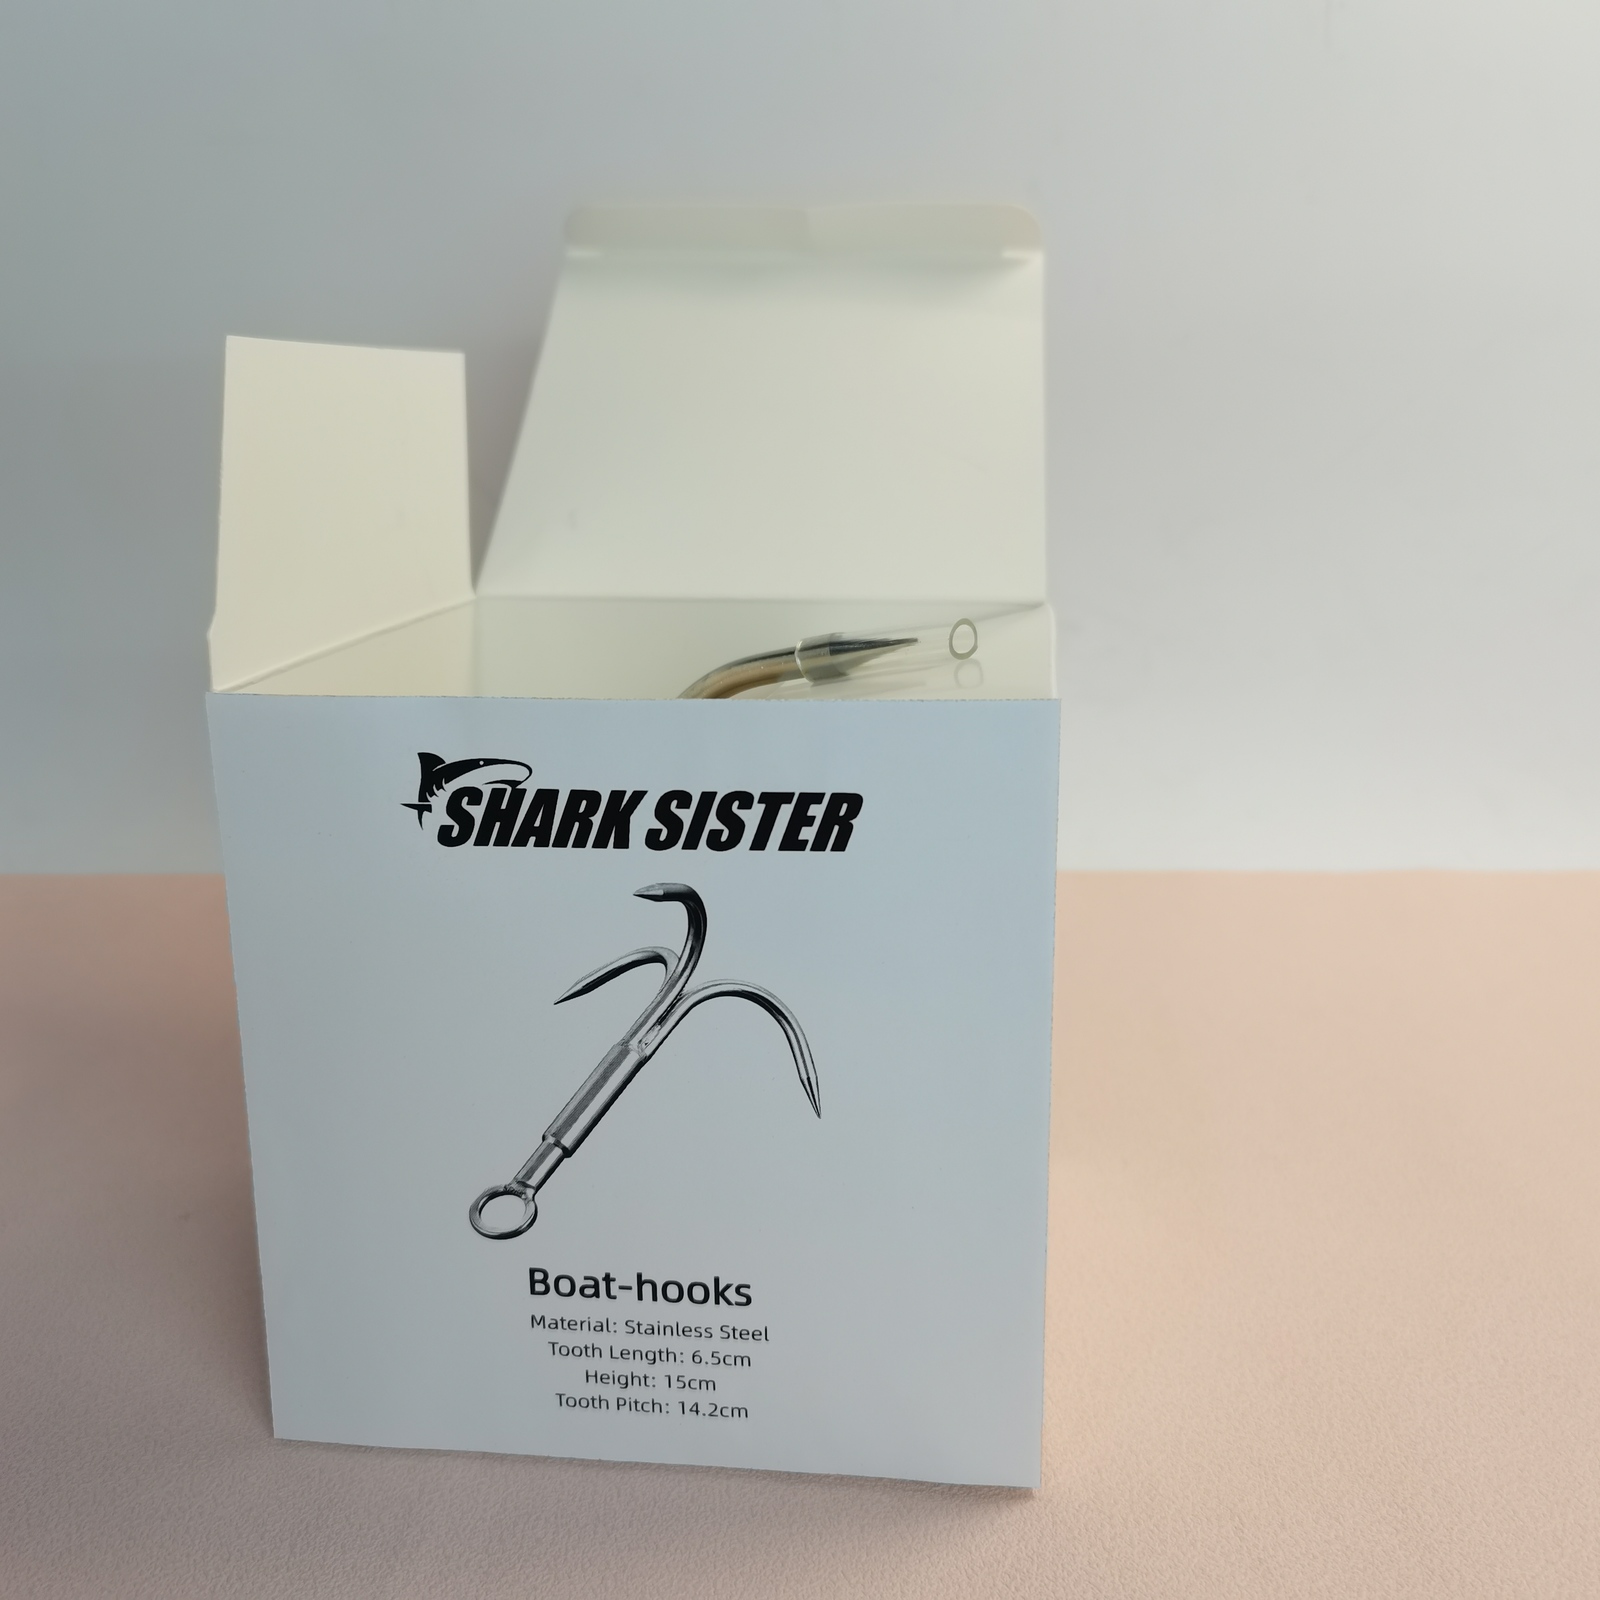 SHARK SISTER
Boat-hooks
Material: Stainless Steel
Tooth Length: 6.5cm
Height: 15cm
Tooth Pitch: 14.2cm